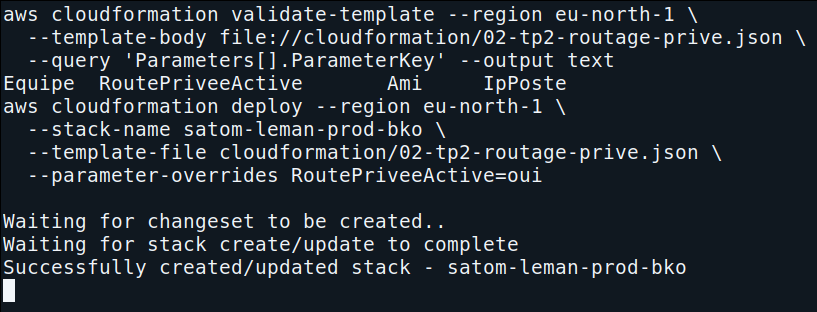 aws cloudformation validate-template --region eu-north-1 \
  --template-body file://cloudformation/02-tp2-routage-prive.json \
  --query 'Parameters[].ParameterKey' --output text
Equipe  RoutePriveeActive       Ami     IpPoste
aws cloudformation deploy --region eu-north-1 \
  --stack-name satom-leman-prod-bko \
  --template-file cloudformation/02-tp2-routage-prive.json \
  --parameter-overrides RoutePriveeActive=oui

Waiting for changeset to be created..
Waiting for stack create/update to complete
Successfully created/updated stack - satom-leman-prod-bko